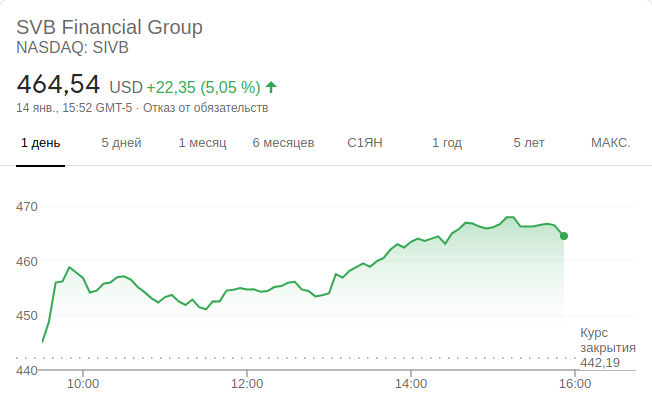 SVB Financial Group
NASDAQ: SIVB
464,54 USD +22,35 (5,05 %)
14 янв., 15:52 GMT-5 · Отказ от обязательств
1 день 5 дней 1 месяц 6 месяцев С1ЯН 1 год 5 лет МАКС.
470
460
450
440
Курс
закрытия
442,19
10:00 12:00 14:00 16:00